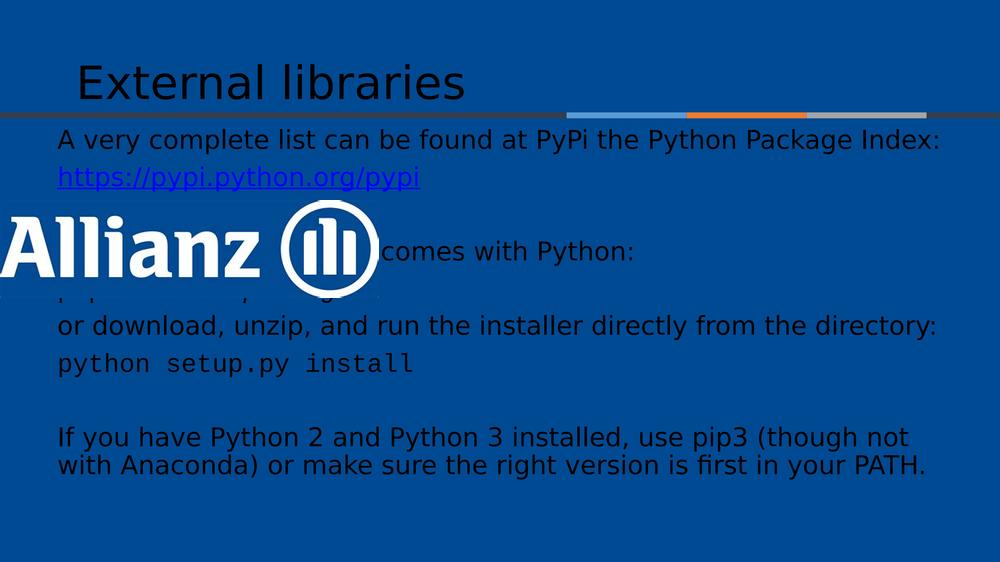 External libraries
A very complete list can be found at PyPi the Python Package Index:
https://pypi.python.org/pypi
Allianz
comes with Python:
or download, unzip, and run the installer directly from the directory:
python setup.py install
If you have Python 2 and Python 3 installed, use pip3 (though not
with Anaconda) or make sure the right version is first in your PATH.